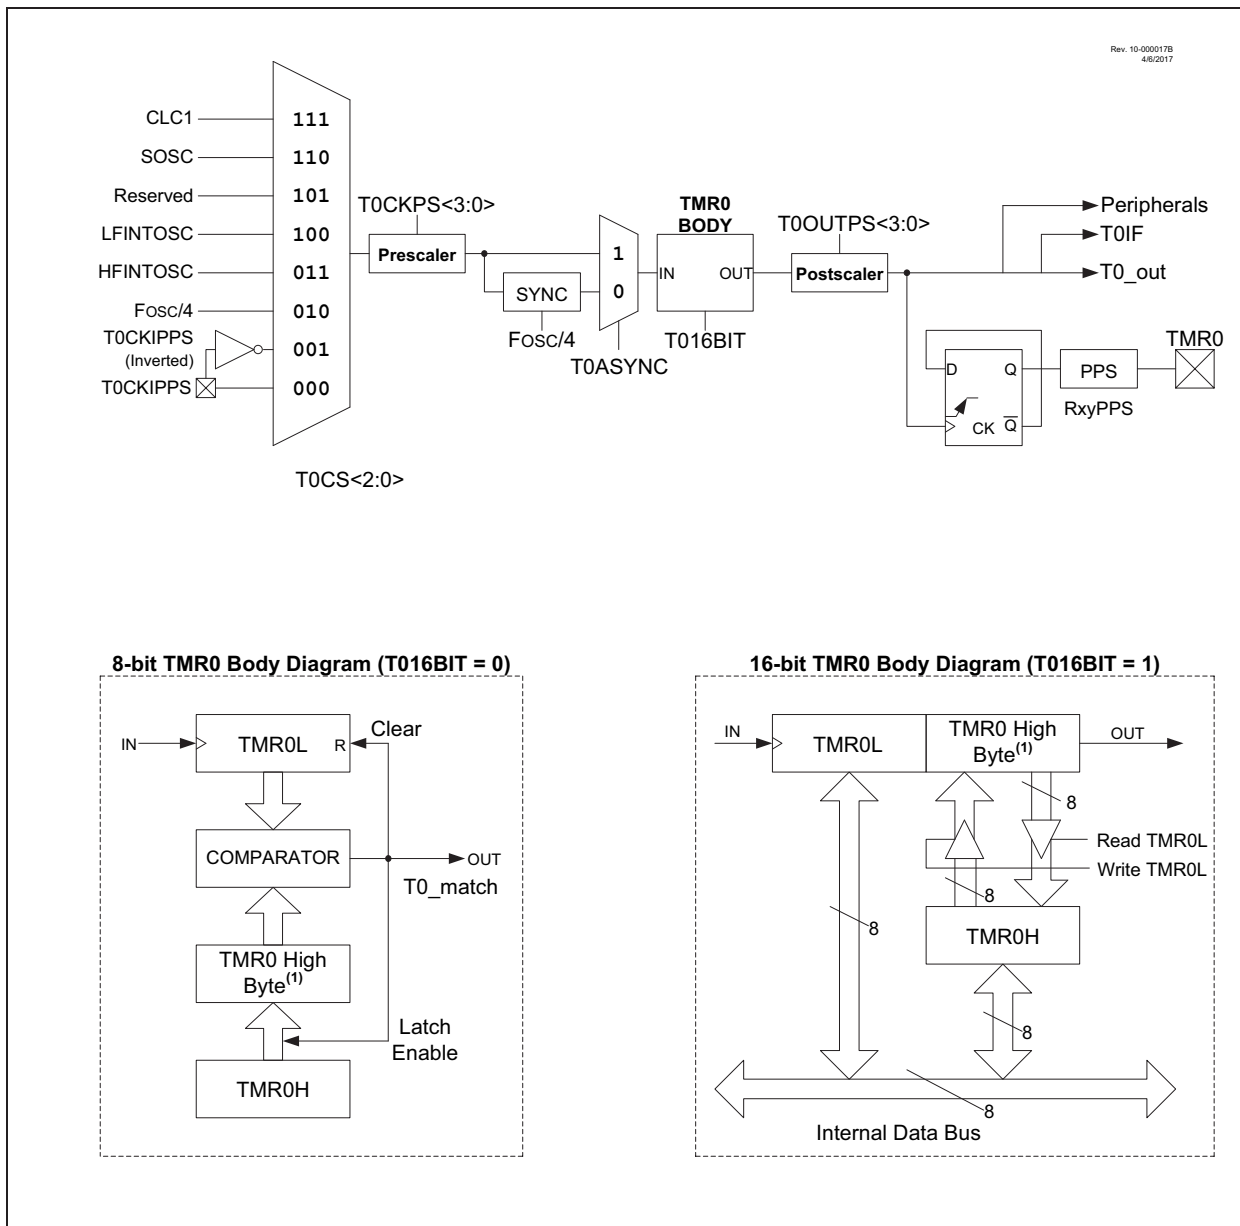 Rev. 10-000017B
4/6/2017
CLC1
111
SOSC
110
Reserved
101
LFINTOSC
100
HFINTOSC
011
FOSC/4
010
T0CKIPPS
(Inverted)
001
T0CKIPPS
000
T0CS<2:0>
T0CKPS<3:0>
Prescaler
SYNC
FOSC/4
1
0
T0ASYNC
TMR0
BODY
IN
OUT
T016BIT
T0OUTPS<3:0>
Postscaler
Peripherals
T0IF
T0_out
D
Q
CK
Q
PPS
RxyPPS
TMR0
8-bit TMR0 Body Diagram (T016BIT = 0)
IN
TMR0L
R
Clear
COMPARATOR
OUT
T0_match
TMR0 High
Byte(1)
Latch
Enable
TMR0H
16-bit TMR0 Body Diagram (T016BIT = 1)
IN
TMR0L
TMR0 High
Byte(1)
OUT
8
Read TMR0L
Write TMR0L
8
8
TMR0H
8
8
Internal Data Bus